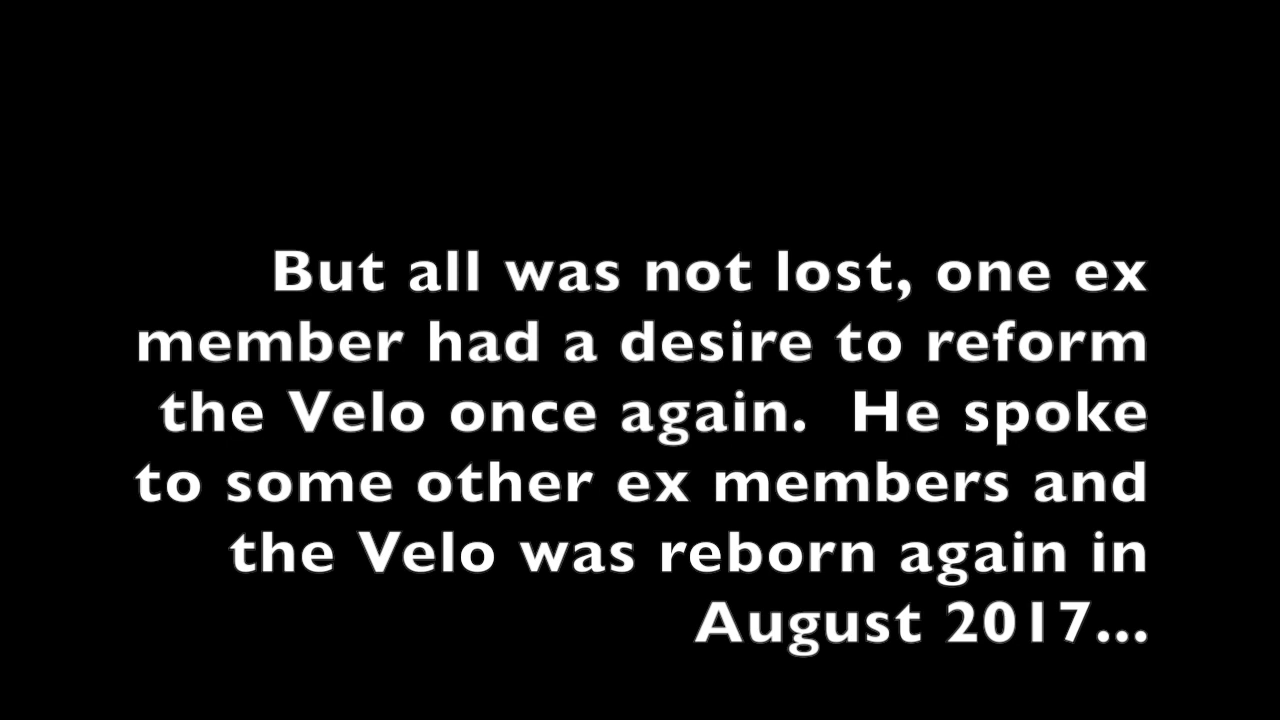 But all was not lost, one ex
member had a desire to reform
the Velo once again.  He spoke
to some other ex members and
the Velo was reborn again in
August 2017...